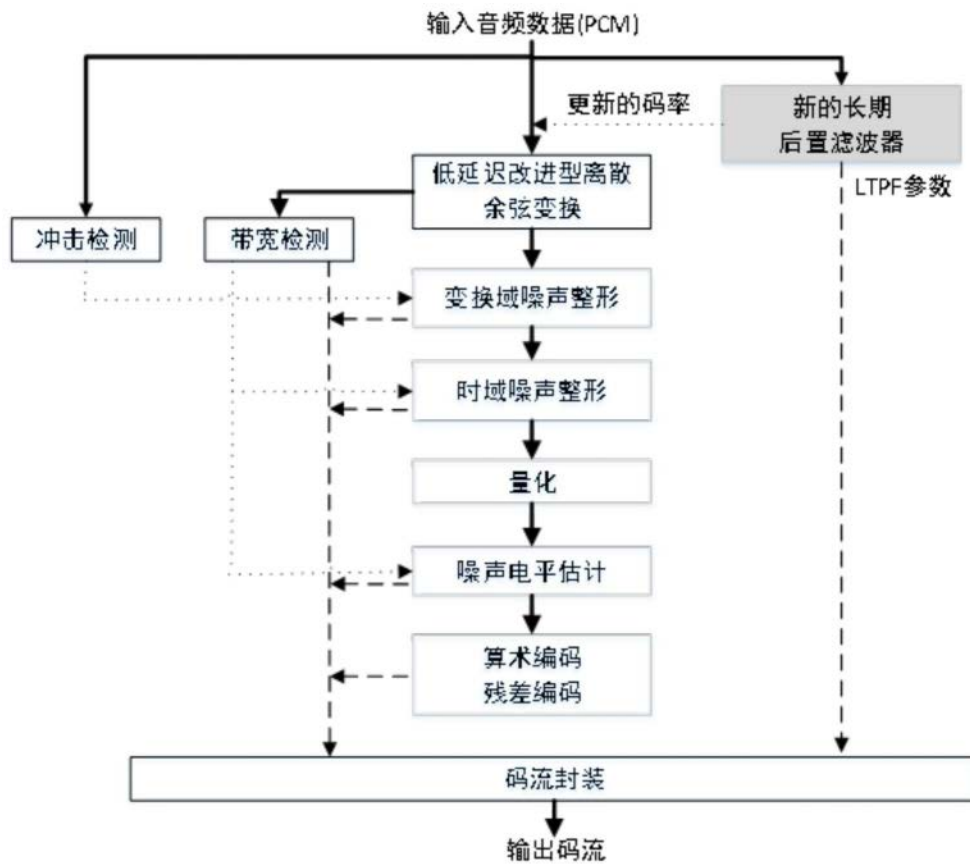 输入音频数据(PCM)
更新的码率
新的长期
后置滤波器
LTPF参数
低延迟改进型离散
余弦变换
冲击检测
带宽检测
变换域噪声整形
时域噪声整形
量化
噪声电平估计
算术编码
残差编码
码流封装
输出码流